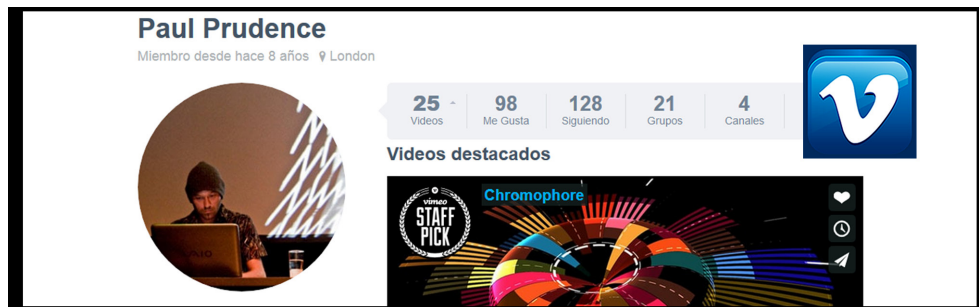 Paul Prudence
Miembro desde hace 8 años London
25 98 128 21 4
Videos Me Gusta Siguiendo Grupos Canales
Videos destacados
vimeo
STAFF
PICK
Chromophore
VAIO